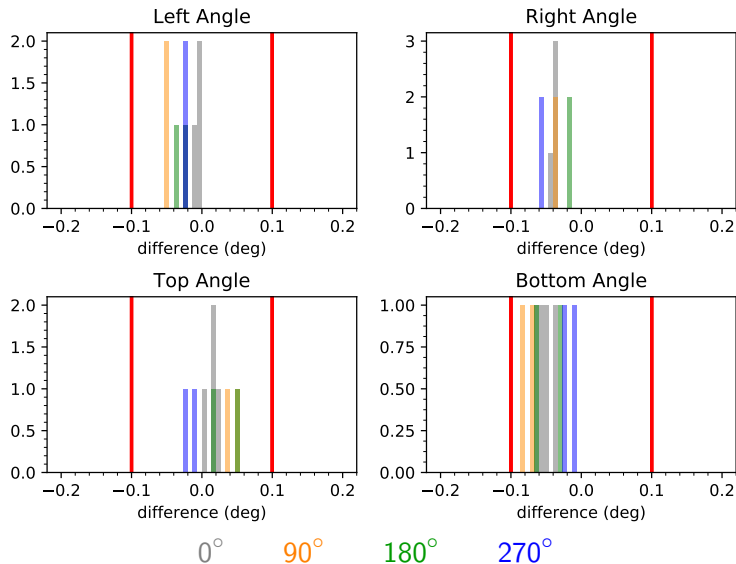 Left Angle
2.0
1.5
1.0
0.5
0.0
−0.2 −0.1 0.0 0.1 0.2
difference (deg)
Right Angle
3
2
1
0
−0.2 −0.1 0.0 0.1 0.2
difference (deg)
Top Angle
2.0
1.5
1.0
0.5
0.0
−0.2 −0.1 0.0 0.1 0.2
difference (deg)
Bottom Angle
1.00
0.75
0.50
0.25
0.00
−0.2 −0.1 0.0 0.1 0.2
difference (deg)
0° 90° 180° 270°